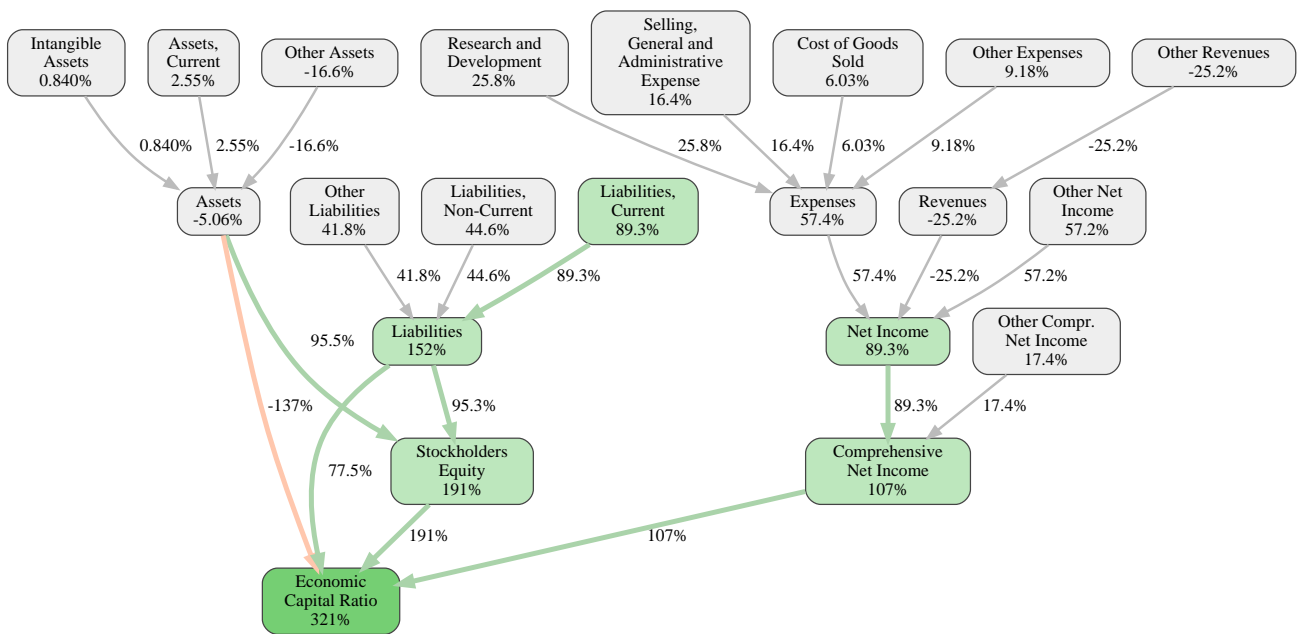 Intangible
Assets
0.840%
Assets,
Current
2.55%
Other Assets
-16.6%
Research and
Development
25.8%
Selling,
General and
Administrative
Expense
16.4%
Cost of Goods
Sold
6.03%
Other Expenses
9.18%
Other Revenues
-25.2%
0.840%
2.55%
-16.6%
25.8%
16.4%
6.03%
9.18%
-25.2%
Assets
-5.06%
Other
Liabilities
41.8%
Liabilities,
Non-Current
44.6%
Liabilities,
Current
89.3%
Expenses
57.4%
Revenues
-25.2%
Other Net
Income
57.2%
41.8%
44.6%
89.3%
57.4%
-25.2%
57.2%
95.5%
Liabilities
152%
Net Income
89.3%
Other Compr.
Net Income
17.4%
-137%
95.3%
89.3%
17.4%
77.5%
Stockholders
Equity
191%
Comprehensive
Net Income
107%
191%
107%
Economic
Capital Ratio
321%